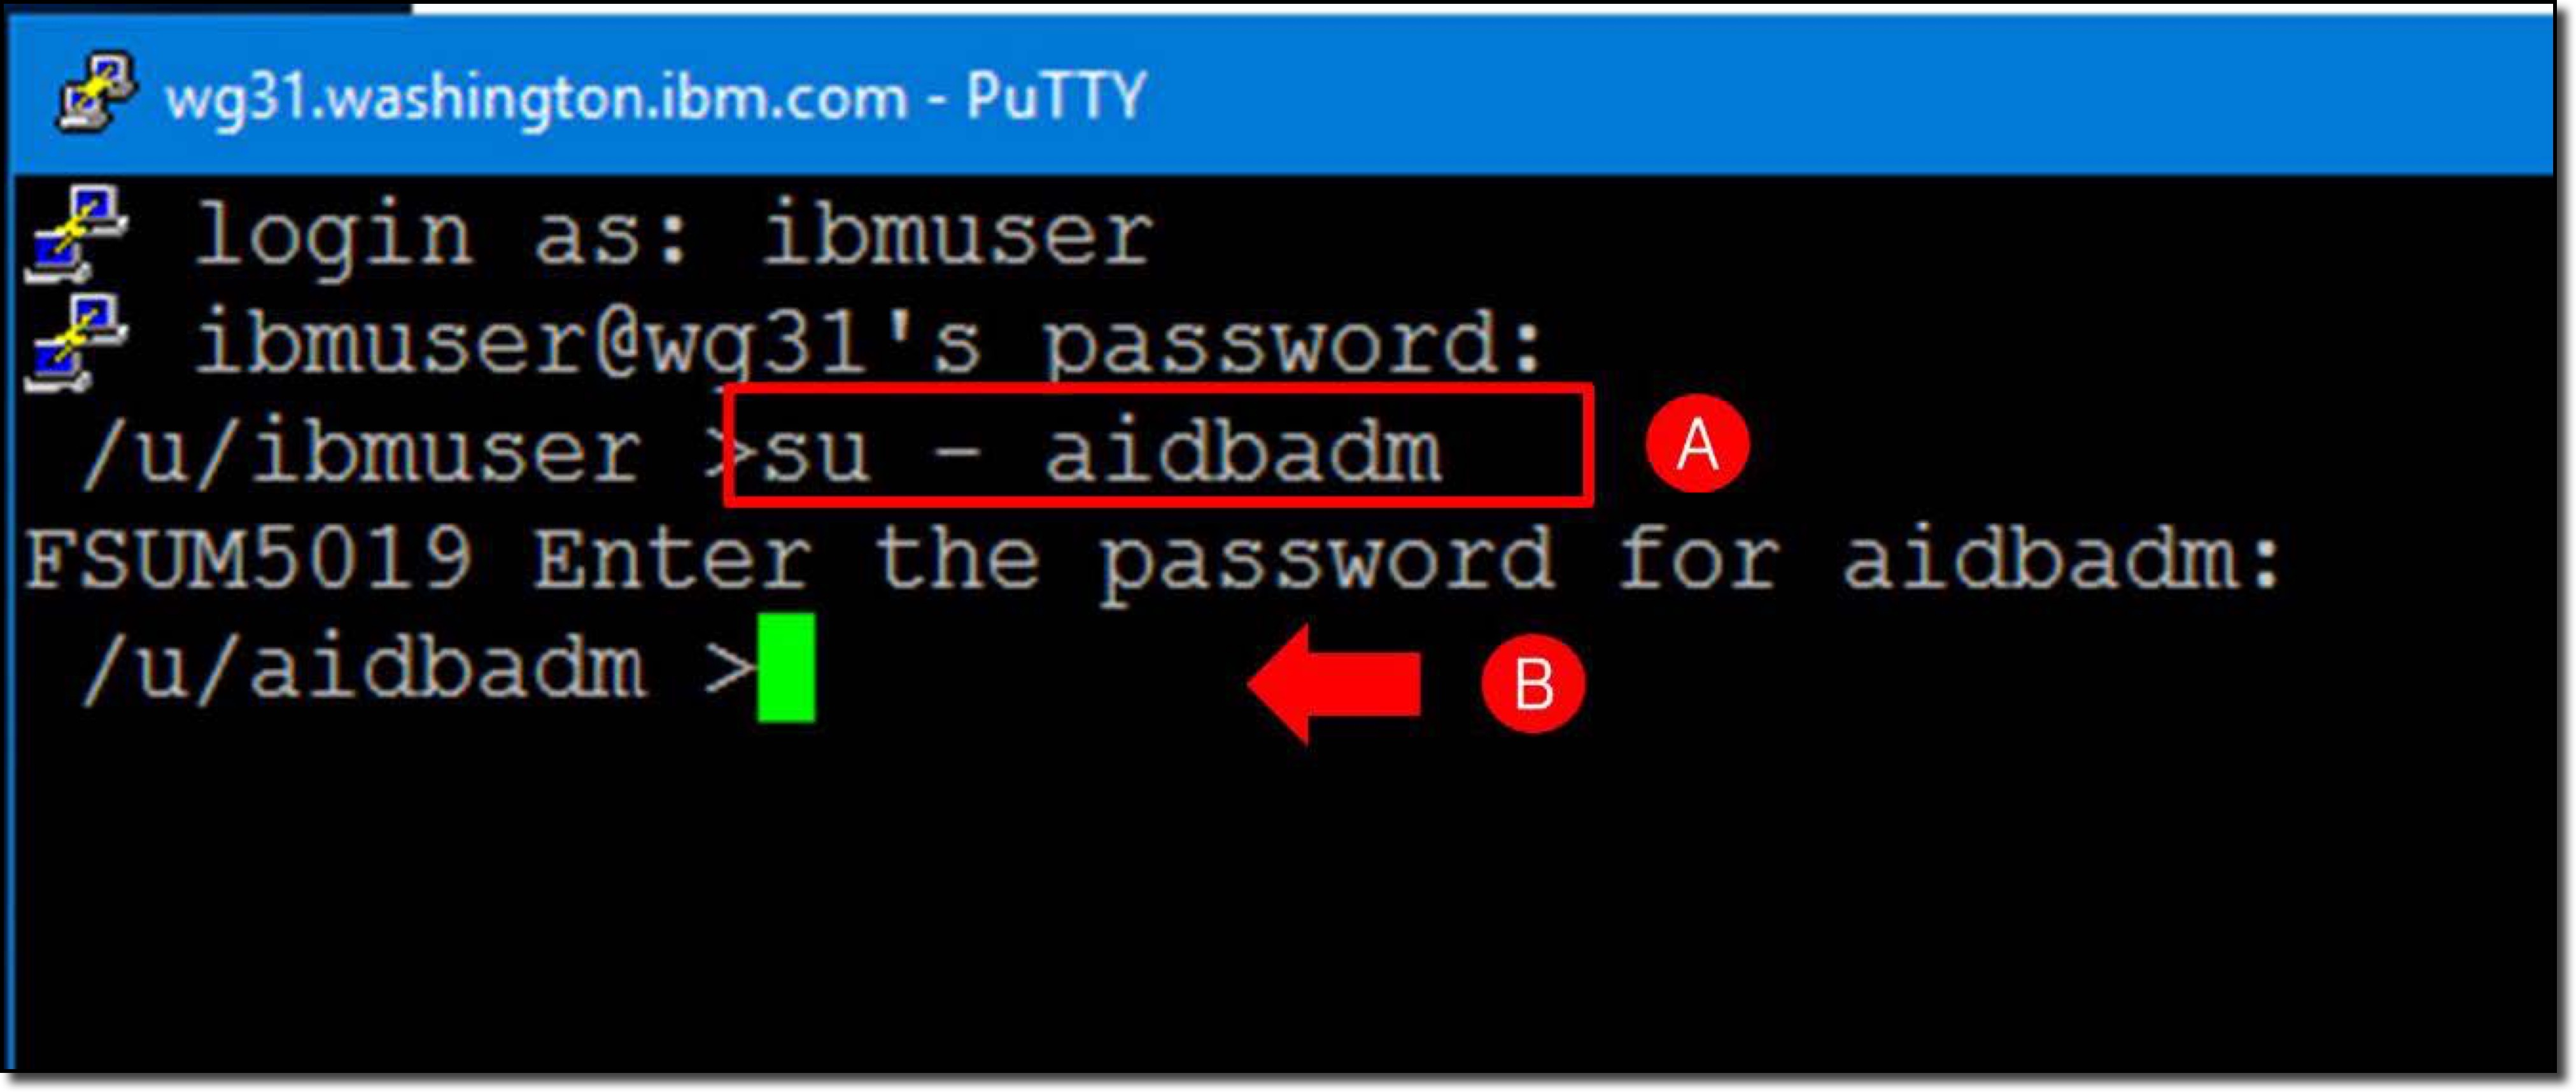 wg31.washington.ibm.com - PuTTY
login as: ibmuser
ibmuser@wg31's password:
/u/ibmuser >su - aidbadm
A
FSUM5019 Enter the password for aidbadm:
/u/aidbadm >
B